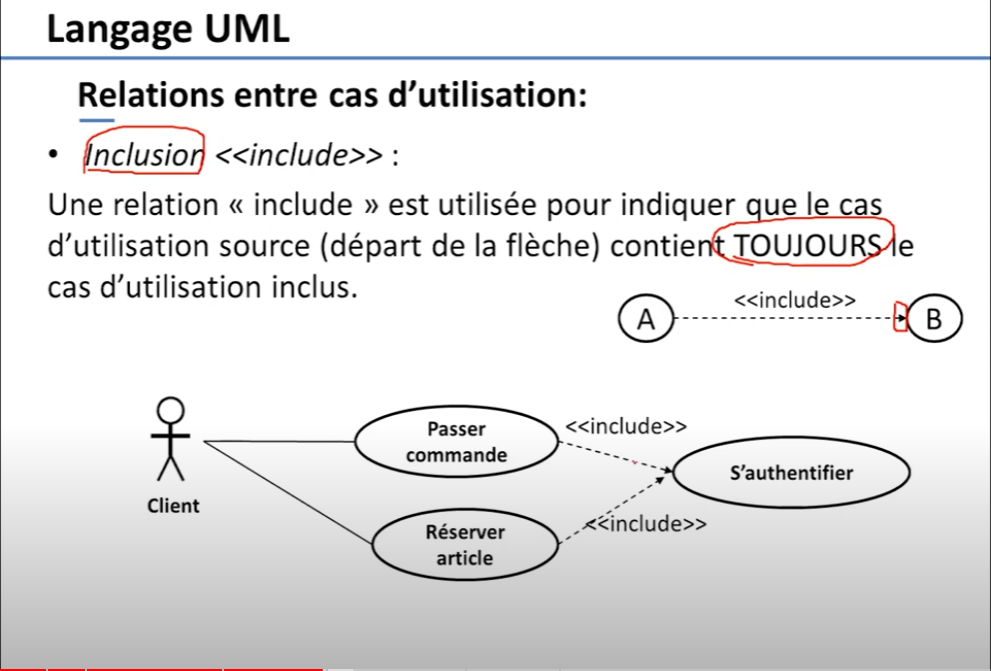 Langage UML
Relations entre cas d’utilisation:
• Inclusion <<include>> :
Une relation « include » est utilisée pour indiquer que le cas
d’utilisation source (départ de la flèche) contient TOUJOURS le
cas d’utilisation inclus.
<<include>>
A
B
Passer
commande
<<include>>
S’authentifier
Client
Réserver
article
<<include>>